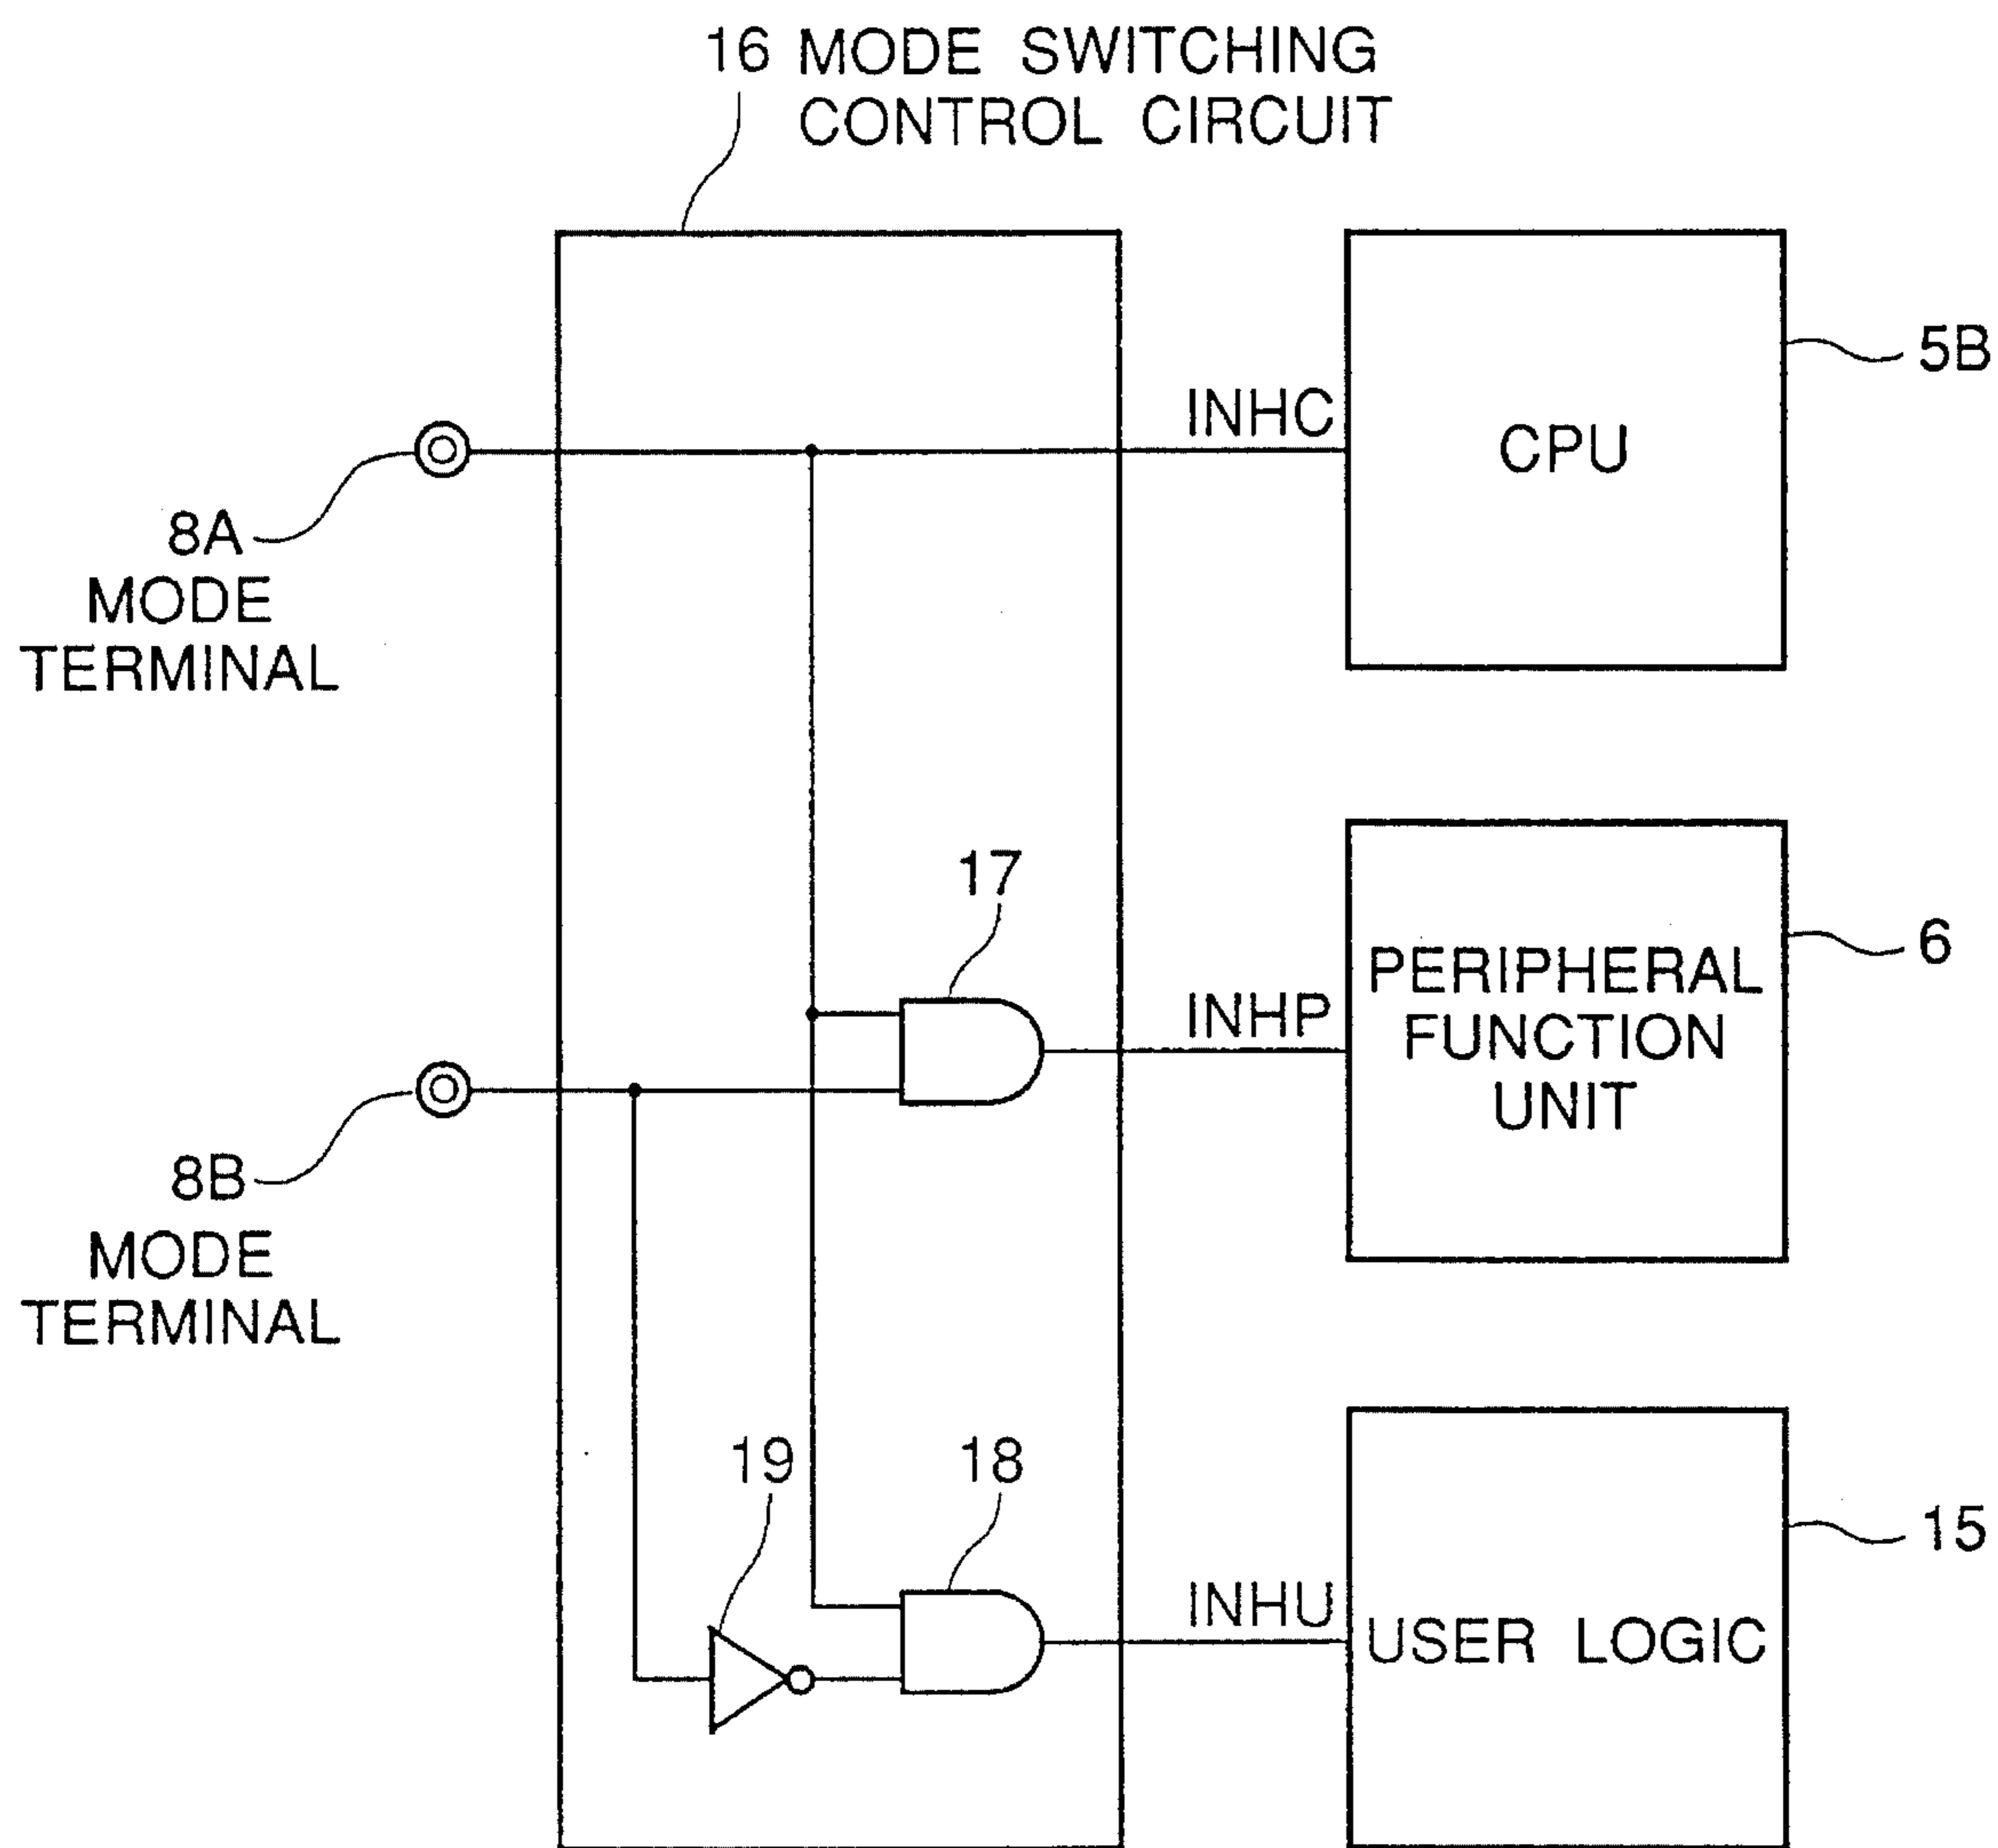 16 MODE SWITCHING
CONTROL CIRCUIT
INHC
CPU
5B
8A
MODE
TERMINAL
17
INHP
PERIPHERAL
FUNCTION
UNIT
6
8B
MODE
TERMINAL
19
18
INHU
USER LOGIC
15